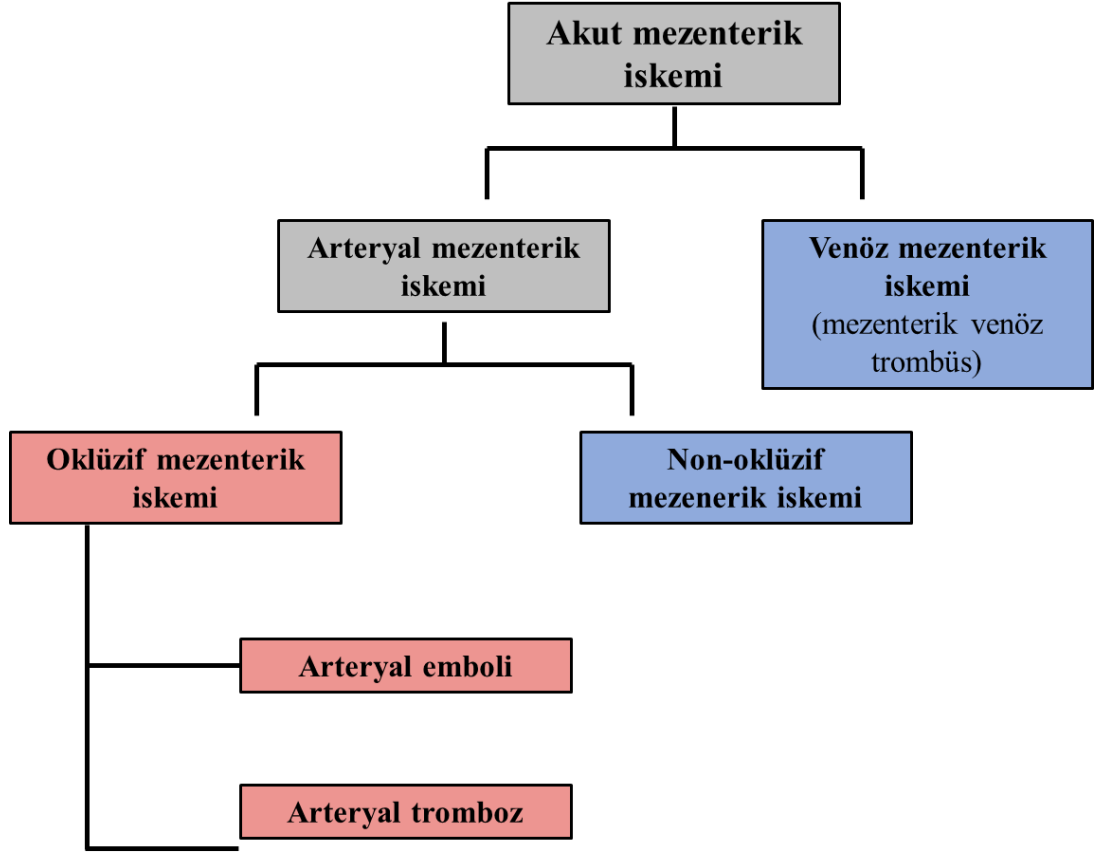 Akut mezenterik
iskemi
Arteryal mezenterik
iskemi
Venöz mezenterik
iskemi
(mezenterik venöz
trombüs)
Oklüzif mezenterik
iskemi
Non-oklüzif
mezenerik iskemi
Arteryal emboli
Arteryal tromboz